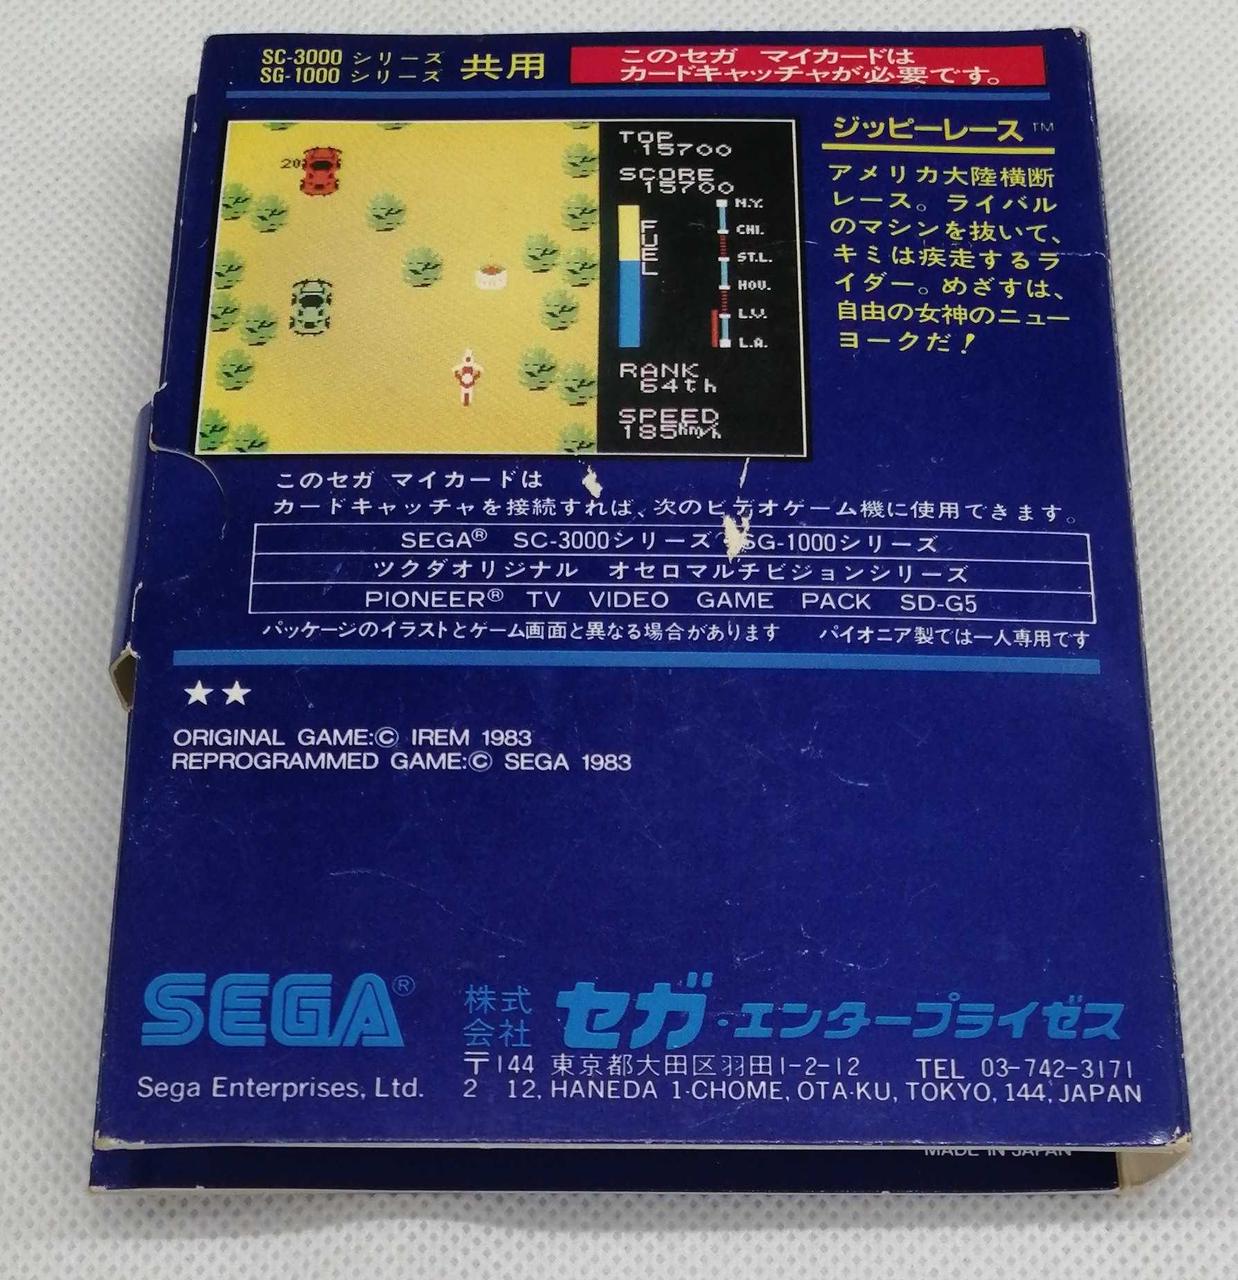 SC-3000 シリーズ
SG-1000 シリーズ 共用
このセガ マイカードは
カードキャッチャが必要です。
20
TOP
15700
SCORE
15700
FUEL
N.Y.
CHI.
ST.L.
HOU.
L.V.
L.A.
RANK
64th
SPEED
185km/h
ジッピーレース™
アメリカ大陸横断
レース。ライバル
のマシンを抜いて、
キミは疾走するラ
イダー。めざすは、
自由の女神のニュー
ヨークだ!
このセガ マイカードは
カードキャッチャを接続すれば、次のビデオゲーム機に使用できます。
SEGA® SC-3000シリーズ SG-1000シリーズ
ツクダオリジナル オセロマルチビジョンシリーズ
PIONEER® TV VIDEO GAME PACK SD-G5
パッケージのイラストとゲーム画面と異なる場合があります パイオニア製では一人専用です
★★
ORIGINAL GAME:© IREM 1983
REPROGRAMMED GAME:© SEGA 1983
SEGA®
Sega Enterprises, Ltd.
株式会社 セガ・エンタープライゼス
〒144 東京都大田区羽田1-2-12 TEL 03-742-3171
2 12, HANEDA 1-CHOME, OTA-KU, TOKYO, 144, JAPAN
MADE IN JAPAN